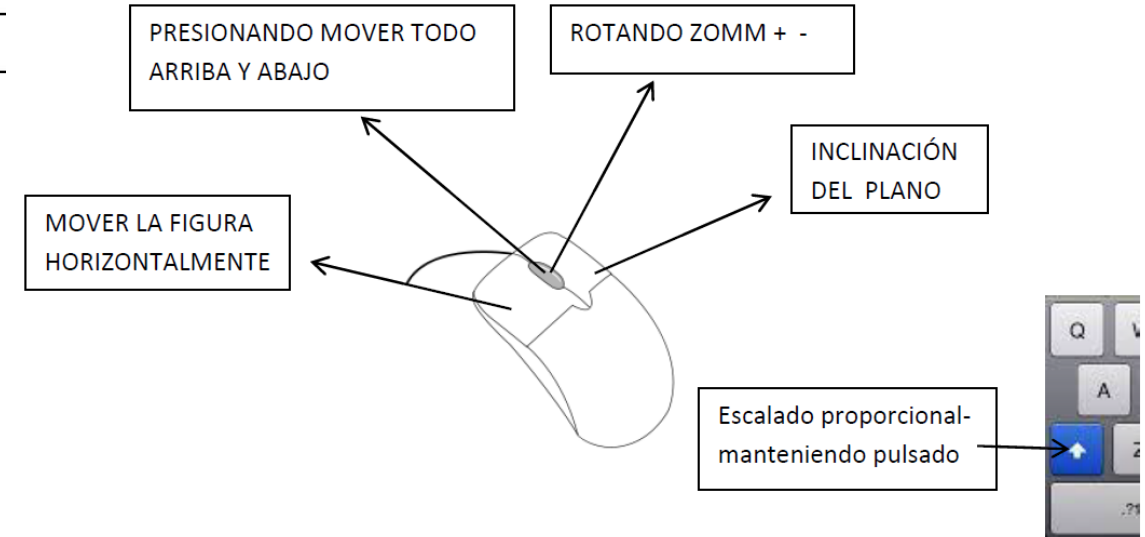 PRESIONANDO MOVER TODO
ARRIBA Y ABAJO
ROTANDO ZOMM + -
INCLINACIÓN
DEL PLANO
MOVER LA FIGURA
HORIZONTALMENTE
Escalado proporcional-
manteniendo pulsado
Q
A
Z